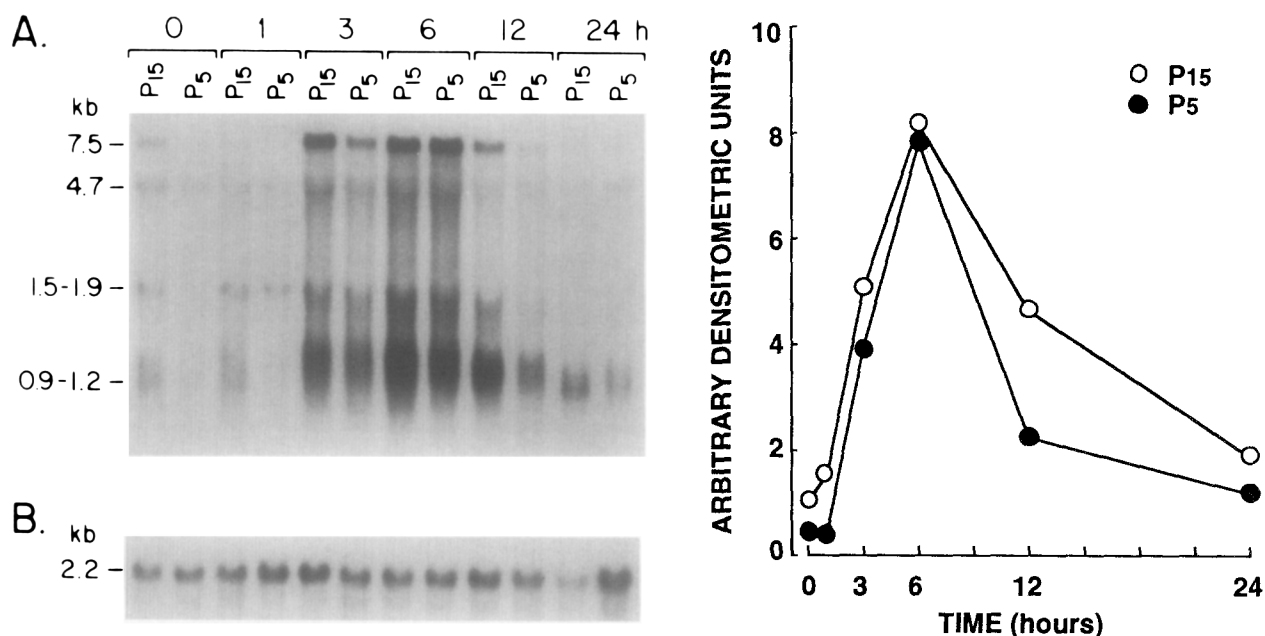 A.
0 1 3 6 12 24 h
P15 P5 P15 P5 P15 P5 P15 P5 P15 P5 P15 P5
kb
7.5
4.7
1.5-1.9
0.9-1.2
B.
kb
2.2
ARBITRARY DENSITOMETRIC UNITS
10
8
6
4
2
0
P15
P5
0 3 6 12 24
TIME (hours)